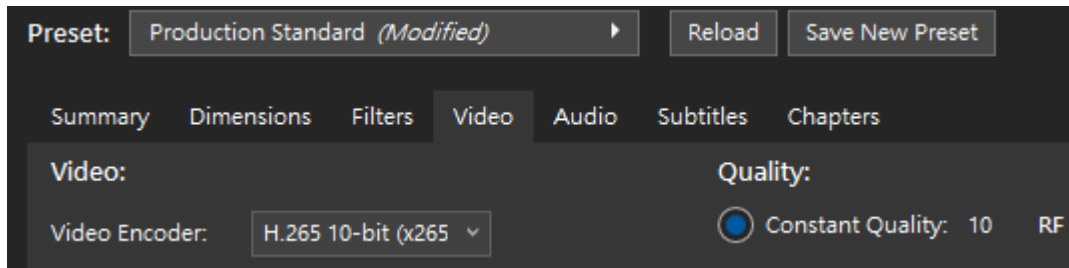 Preset: Production Standard (Modified) Reload Save New Preset
Summary Dimensions Filters Video Audio Subtitles Chapters
Video: Quality:
Video Encoder: H.265 10-bit (x265 Constant Quality: 10 RF